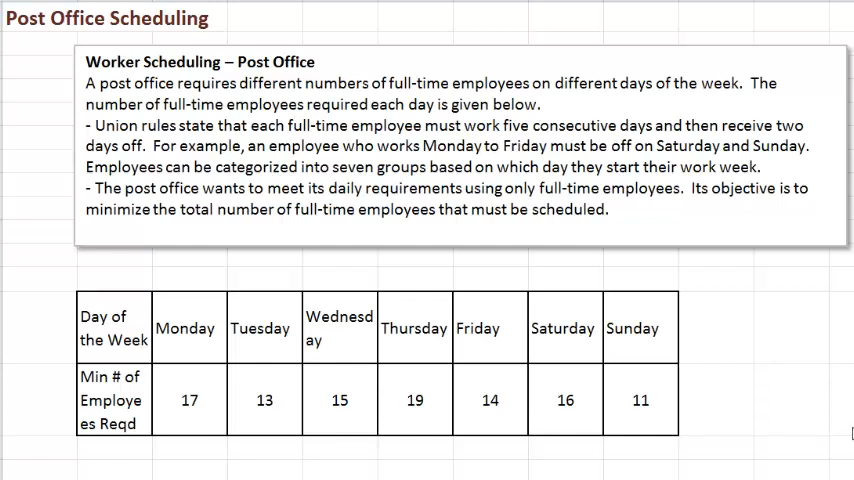 Post Office Scheduling
Worker Scheduling – Post Office
A post office requires different numbers of full-time employees on different days of the week.  The
number of full-time employees required each day is given below.
- Union rules state that each full-time employee must work five consecutive days and then receive two
days off.  For example, an employee who works Monday to Friday must be off on Saturday and Sunday.
Employees can be categorized into seven groups based on which day they start their work week.
- The post office wants to meet its daily requirements using only full-time employees.  Its objective is to
minimize the total number of full-time employees that must be scheduled.
Day of
the Week
Monday
Tuesday
Wednesd
ay
Thursday
Friday
Saturday
Sunday
Min # of
Employe
es Reqd
17
13
15
19
14
16
11